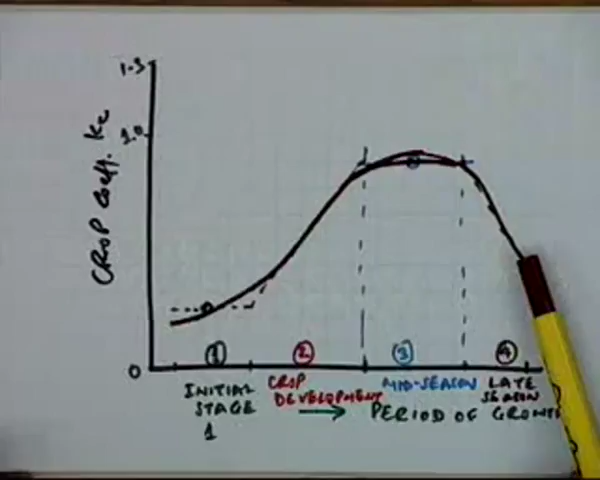 1.3
1.0
CROP Coeff. Kc
0
1 2 3 4
INITIAL STAGE
1
CROP DEVELOPMENT
MID-SEASON
LATE SEASON
PERIOD OF GROWT